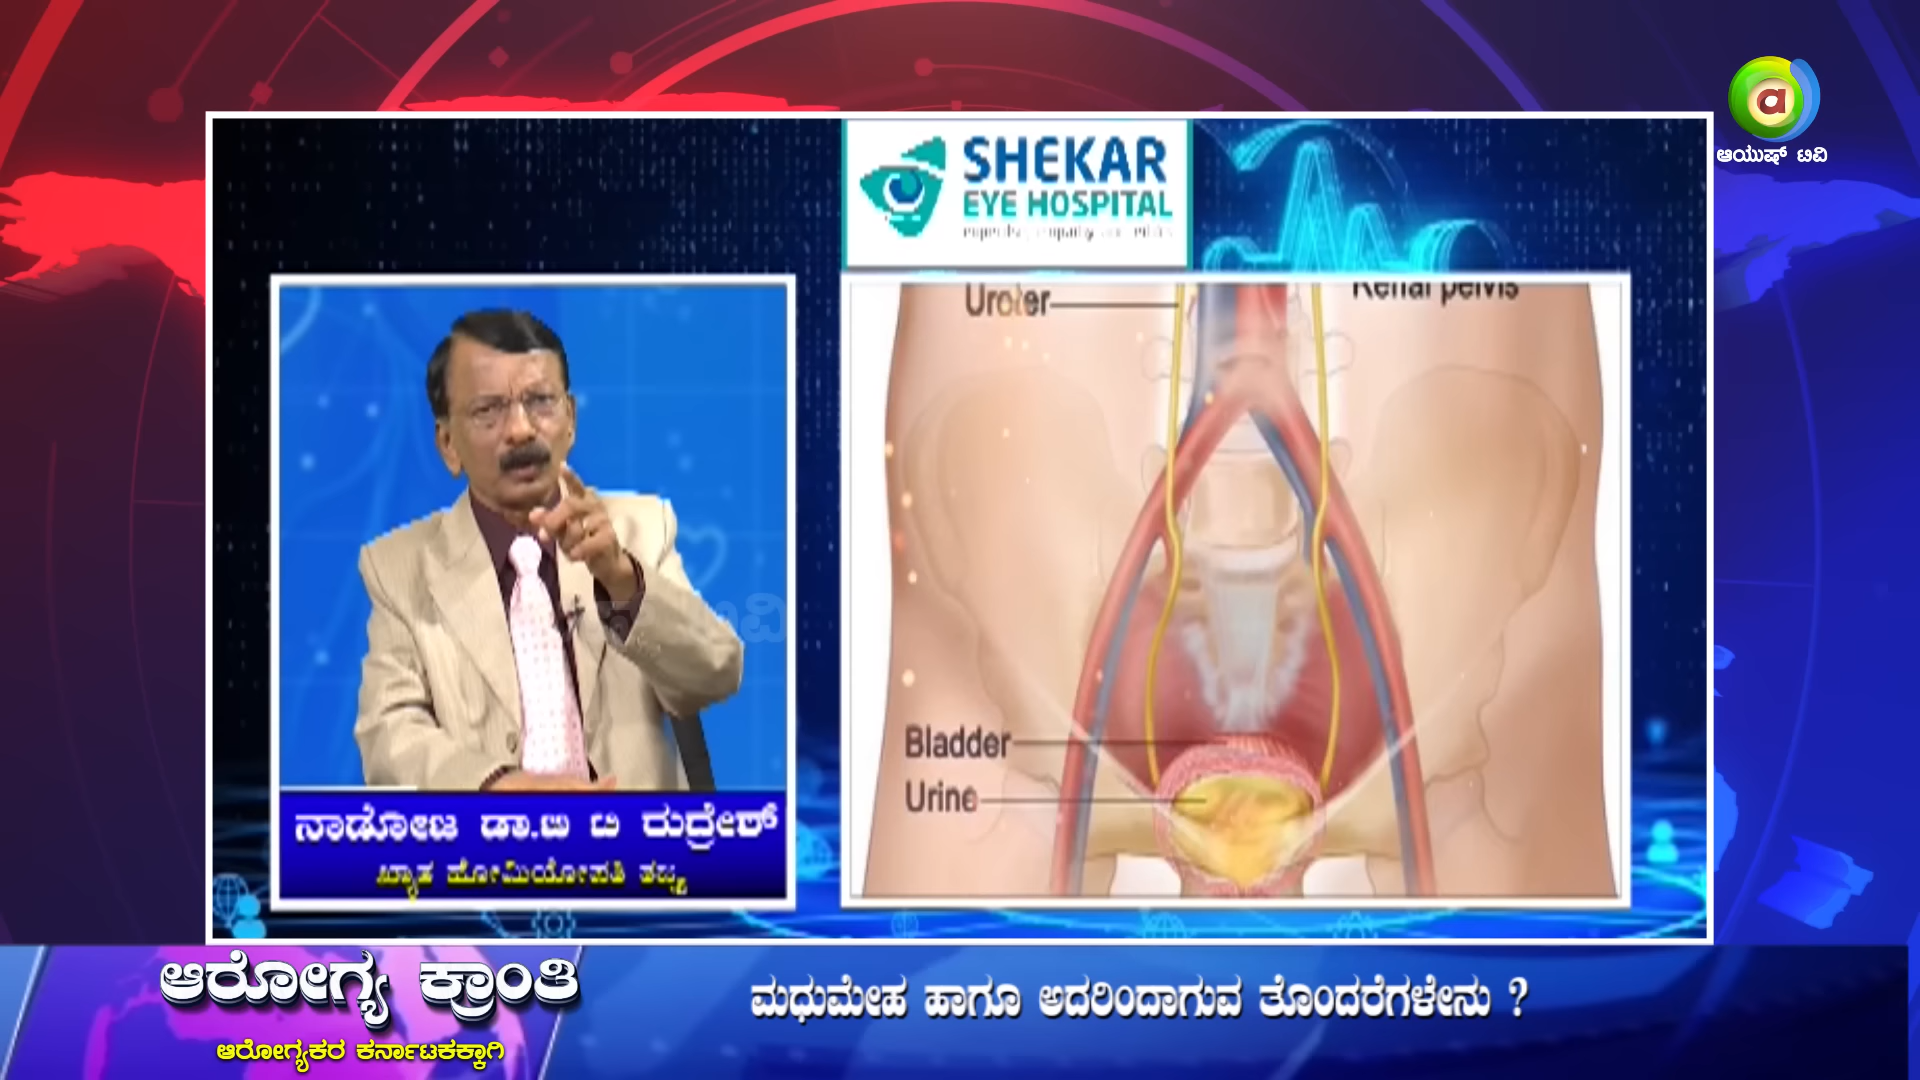 a
ಆಯುಷ್ ಟಿವಿ
SHEKAR
EYE HOSPITAL
Ureter
Renal pelvis
Bladder
Urine
ನಾಡೋಜ ಡಾ.ಬಿ ಟಿ ರುದ್ರೇಶ್
ಖ್ಯಾತ ಹೋಮಿಯೋಪತಿ ತಜ್ಞ
ಆರೋಗ್ಯ ಕ್ರಾಂತಿ
ಆರೋಗ್ಯಕರ ಕರ್ನಾಟಕಕ್ಕಾಗಿ
ಮಧುಮೇಹ ಹಾಗೂ ಅದರಿಂದಾಗುವ ತೊಂದರೆಗಳೇನು ?